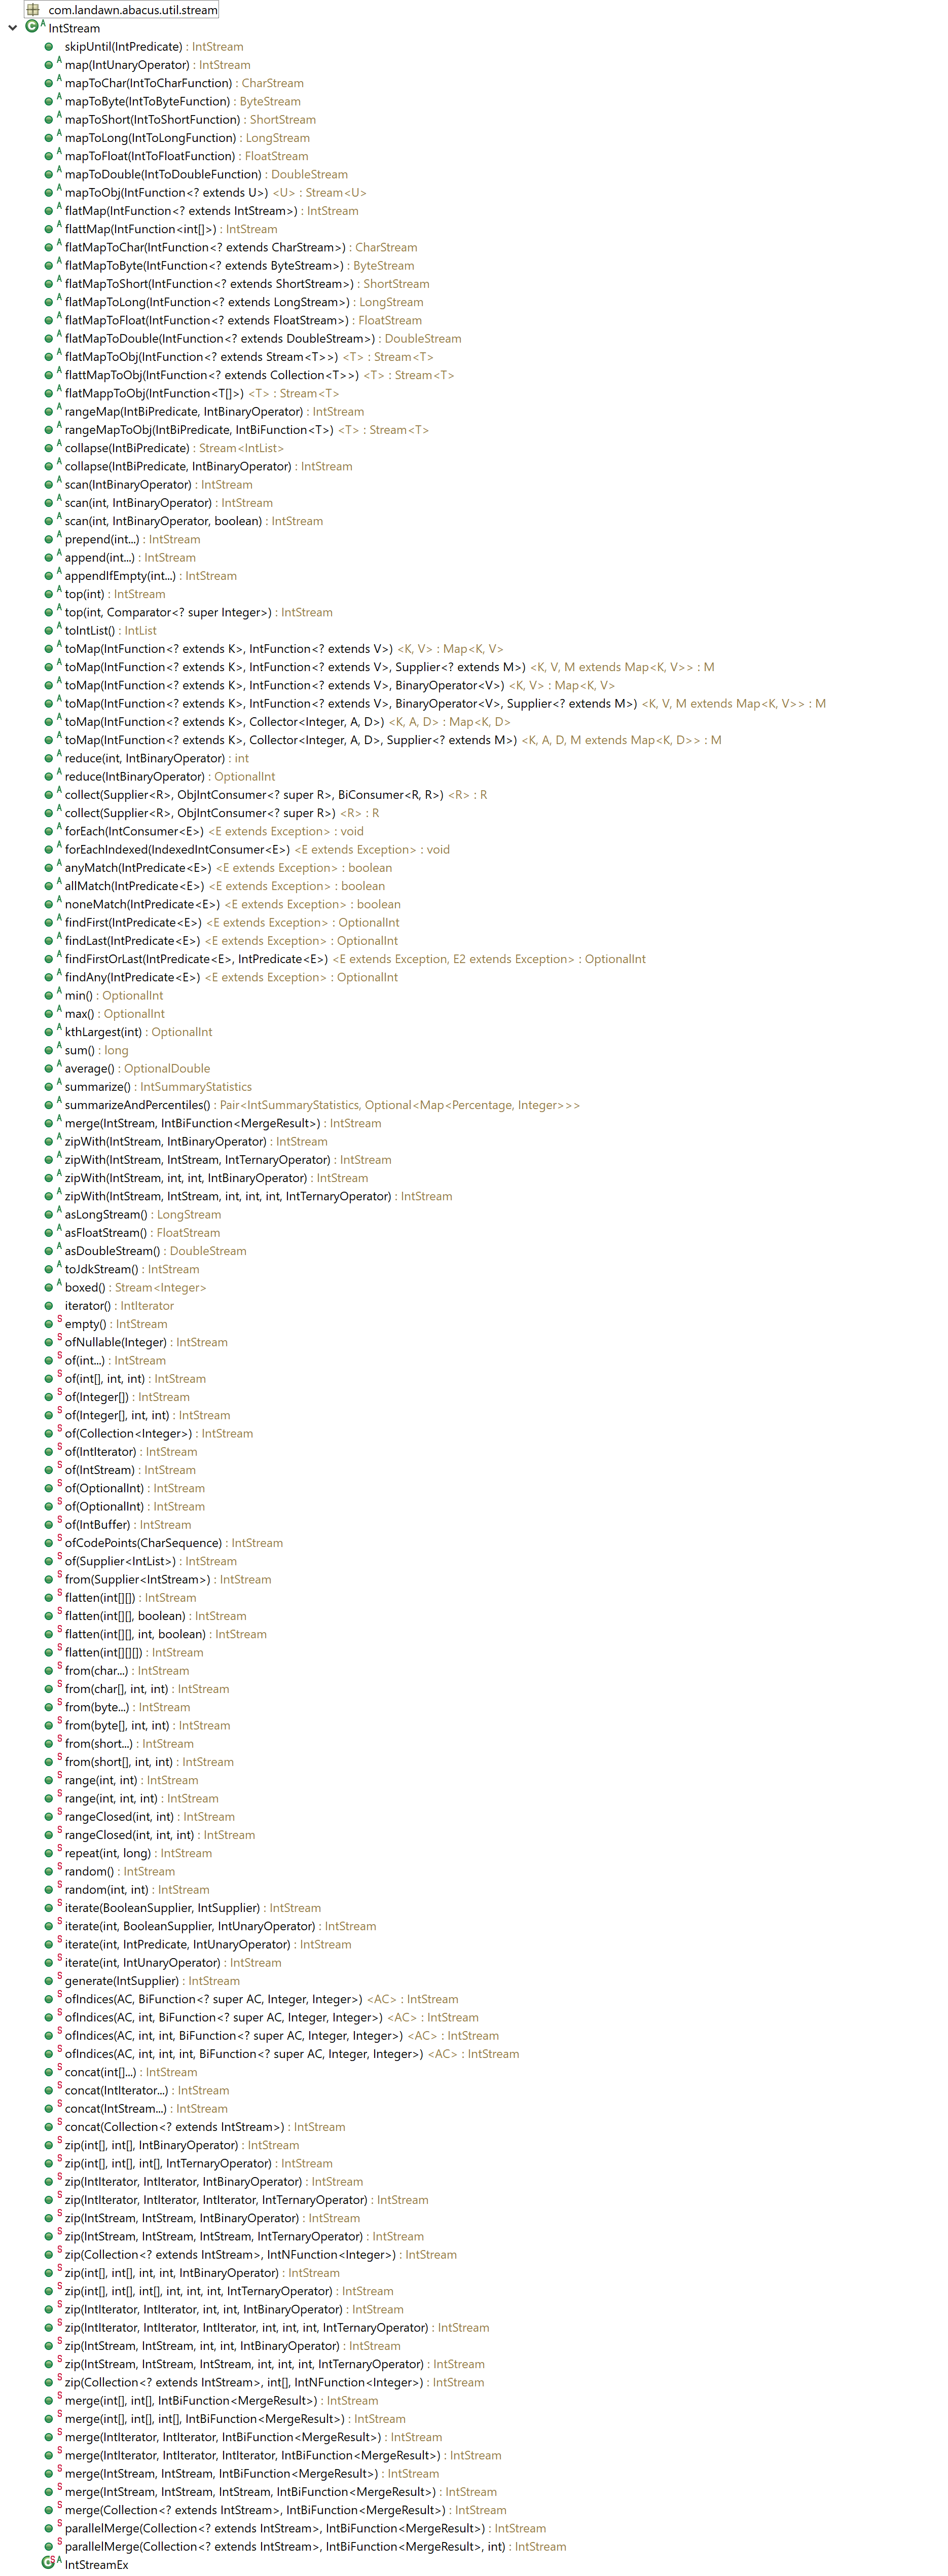 com.landawn.abacus.util.stream
IntStream
skipUntil(IntPredicate) : IntStream
map(IntUnaryOperator) : IntStream
mapToChar(IntToCharFunction) : CharStream
mapToByte(IntToByteFunction) : ByteStream
mapToShort(IntToShortFunction) : ShortStream
mapToLong(IntToLongFunction) : LongStream
mapToFloat(IntToFloatFunction) : FloatStream
mapToDouble(IntToDoubleFunction) : DoubleStream
mapToObj(IntFunction<? extends U>) <U> : Stream<U>
flatMap(IntFunction<? extends IntStream>) : IntStream
flattMap(IntFunction<int[]>) : IntStream
flatMapToChar(IntFunction<? extends CharStream>) : CharStream
flatMapToByte(IntFunction<? extends ByteStream>) : ByteStream
flatMapToShort(IntFunction<? extends ShortStream>) : ShortStream
flatMapToLong(IntFunction<? extends LongStream>) : LongStream
flatMapToFloat(IntFunction<? extends FloatStream>) : FloatStream
flatMapToDouble(IntFunction<? extends DoubleStream>) : DoubleStream
flatMapToObj(IntFunction<? extends Stream<T>>) <T> : Stream<T>
flattMapToObj(IntFunction<? extends Collection<T>>) <T> : Stream<T>
flatMappToObj(IntFunction<T[]>) <T> : Stream<T>
rangeMap(IntBiPredicate, IntBinaryOperator) : IntStream
rangeMapToObj(IntBiPredicate, IntBiFunction<T>) <T> : Stream<T>
collapse(IntBiPredicate) : Stream<IntList>
collapse(IntBiPredicate, IntBinaryOperator) : IntStream
scan(IntBinaryOperator) : IntStream
scan(int, IntBinaryOperator) : IntStream
scan(int, IntBinaryOperator, boolean) : IntStream
prepend(int...) : IntStream
append(int...) : IntStream
appendIfEmpty(int...) : IntStream
top(int) : IntStream
top(int, Comparator<? super Integer>) : IntStream
toIntList() : IntList
toMap(IntFunction<? extends K>, IntFunction<? extends V>) <K, V> : Map<K, V>
toMap(IntFunction<? extends K>, IntFunction<? extends V>, Supplier<? extends M>) <K, V, M extends Map<K, V>> : M
toMap(IntFunction<? extends K>, IntFunction<? extends V>, BinaryOperator<V>) <K, V> : Map<K, V>
toMap(IntFunction<? extends K>, IntFunction<? extends V>, BinaryOperator<V>, Supplier<? extends M>) <K, V, M extends Map<K, V>> : M
toMap(IntFunction<? extends K>, Collector<Integer, A, D>) <K, A, D> : Map<K, D>
toMap(IntFunction<? extends K>, Collector<Integer, A, D>, Supplier<? extends M>) <K, A, D, M extends Map<K, D>> : M
reduce(int, IntBinaryOperator) : int
reduce(IntBinaryOperator) : OptionalInt
collect(Supplier<R>, ObjIntConsumer<? super R>, BiConsumer<R, R>) <R> : R
collect(Supplier<R>, ObjIntConsumer<? super R>) <R> : R
forEach(IntConsumer<E>) <E extends Exception> : void
forEachIndexed(IndexedIntConsumer<E>) <E extends Exception> : void
anyMatch(IntPredicate<E>) <E extends Exception> : boolean
allMatch(IntPredicate<E>) <E extends Exception> : boolean
noneMatch(IntPredicate<E>) <E extends Exception> : boolean
findFirst(IntPredicate<E>) <E extends Exception> : OptionalInt
findLast(IntPredicate<E>) <E extends Exception> : OptionalInt
findFirstOrLast(IntPredicate<E>, IntPredicate<E>) <E extends Exception, E2 extends Exception> : OptionalInt
findAny(IntPredicate<E>) <E extends Exception> : OptionalInt
min() : OptionalInt
max() : OptionalInt
kthLargest(int) : OptionalInt
sum() : long
average() : OptionalDouble
summarize() : IntSummaryStatistics
summarizeAndPercentiles() : Pair<IntSummaryStatistics, Optional<Map<Percentage, Integer>>>
merge(IntStream, IntBiFunction<MergeResult>) : IntStream
zipWith(IntStream, IntBinaryOperator) : IntStream
zipWith(IntStream, IntStream, IntTernaryOperator) : IntStream
zipWith(IntStream, int, int, IntBinaryOperator) : IntStream
zipWith(IntStream, IntStream, int, int, int, IntTernaryOperator) : IntStream
asLongStream() : LongStream
asFloatStream() : FloatStream
asDoubleStream() : DoubleStream
toJdkStream() : IntStream
boxed() : Stream<Integer>
iterator() : IntIterator
empty() : IntStream
ofNullable(Integer) : IntStream
of(int...) : IntStream
of(int[], int, int) : IntStream
of(Integer[]) : IntStream
of(Integer[], int, int) : IntStream
of(Collection<Integer>) : IntStream
of(IntIterator) : IntStream
of(IntStream) : IntStream
of(OptionalInt) : IntStream
of(OptionalInt) : IntStream
of(IntBuffer) : IntStream
ofCodePoints(CharSequence) : IntStream
of(Supplier<IntList>) : IntStream
from(Supplier<IntStream>) : IntStream
flatten(int[][]) : IntStream
flatten(int[][], boolean) : IntStream
flatten(int[][], int, boolean) : IntStream
flatten(int[][][]) : IntStream
from(char...) : IntStream
from(char[], int, int) : IntStream
from(byte...) : IntStream
from(byte[], int, int) : IntStream
from(short...) : IntStream
from(short[], int, int) : IntStream
range(int, int) : IntStream
range(int, int, int) : IntStream
rangeClosed(int, int) : IntStream
rangeClosed(int, int, int) : IntStream
repeat(int, long) : IntStream
random() : IntStream
random(int, int) : IntStream
iterate(BooleanSupplier, IntSupplier) : IntStream
iterate(int, BooleanSupplier, IntUnaryOperator) : IntStream
iterate(int, IntPredicate, IntUnaryOperator) : IntStream
iterate(int, IntUnaryOperator) : IntStream
generate(IntSupplier) : IntStream
ofIndices(AC, BiFunction<? super AC, Integer, Integer>) <AC> : IntStream
ofIndices(AC, int, BiFunction<? super AC, Integer, Integer>) <AC> : IntStream
ofIndices(AC, int, int, BiFunction<? super AC, Integer, Integer>) <AC> : IntStream
ofIndices(AC, int, int, int, BiFunction<? super AC, Integer, Integer>) <AC> : IntStream
concat(int[]...) : IntStream
concat(IntIterator...) : IntStream
concat(IntStream...) : IntStream
concat(Collection<? extends IntStream>) : IntStream
zip(int[], int[], IntBinaryOperator) : IntStream
zip(int[], int[], int[], IntTernaryOperator) : IntStream
zip(IntIterator, IntIterator, IntBinaryOperator) : IntStream
zip(IntIterator, IntIterator, IntIterator, IntTernaryOperator) : IntStream
zip(IntStream, IntStream, IntBinaryOperator) : IntStream
zip(IntStream, IntStream, IntStream, IntTernaryOperator) : IntStream
zip(Collection<? extends IntStream>, IntNFunction<Integer>) : IntStream
zip(int[], int[], int, int, IntBinaryOperator) : IntStream
zip(int[], int[], int[], int, int, int, IntTernaryOperator) : IntStream
zip(IntIterator, IntIterator, int, int, IntBinaryOperator) : IntStream
zip(IntIterator, IntIterator, IntIterator, int, int, int, IntTernaryOperator) : IntStream
zip(IntStream, IntStream, int, int, IntBinaryOperator) : IntStream
zip(IntStream, IntStream, IntStream, int, int, int, IntTernaryOperator) : IntStream
zip(Collection<? extends IntStream>, int[], IntNFunction<Integer>) : IntStream
merge(int[], int[], IntBiFunction<MergeResult>) : IntStream
merge(int[], int[], int[], IntBiFunction<MergeResult>) : IntStream
merge(IntIterator, IntIterator, IntBiFunction<MergeResult>) : IntStream
merge(IntIterator, IntIterator, IntIterator, IntBiFunction<MergeResult>) : IntStream
merge(IntStream, IntStream, IntBiFunction<MergeResult>) : IntStream
merge(IntStream, IntStream, IntStream, IntBiFunction<MergeResult>) : IntStream
merge(Collection<? extends IntStream>, IntBiFunction<MergeResult>) : IntStream
parallelMerge(Collection<? extends IntStream>, IntBiFunction<MergeResult>) : IntStream
parallelMerge(Collection<? extends IntStream>, IntBiFunction<MergeResult>, int) : IntStream
IntStreamEx